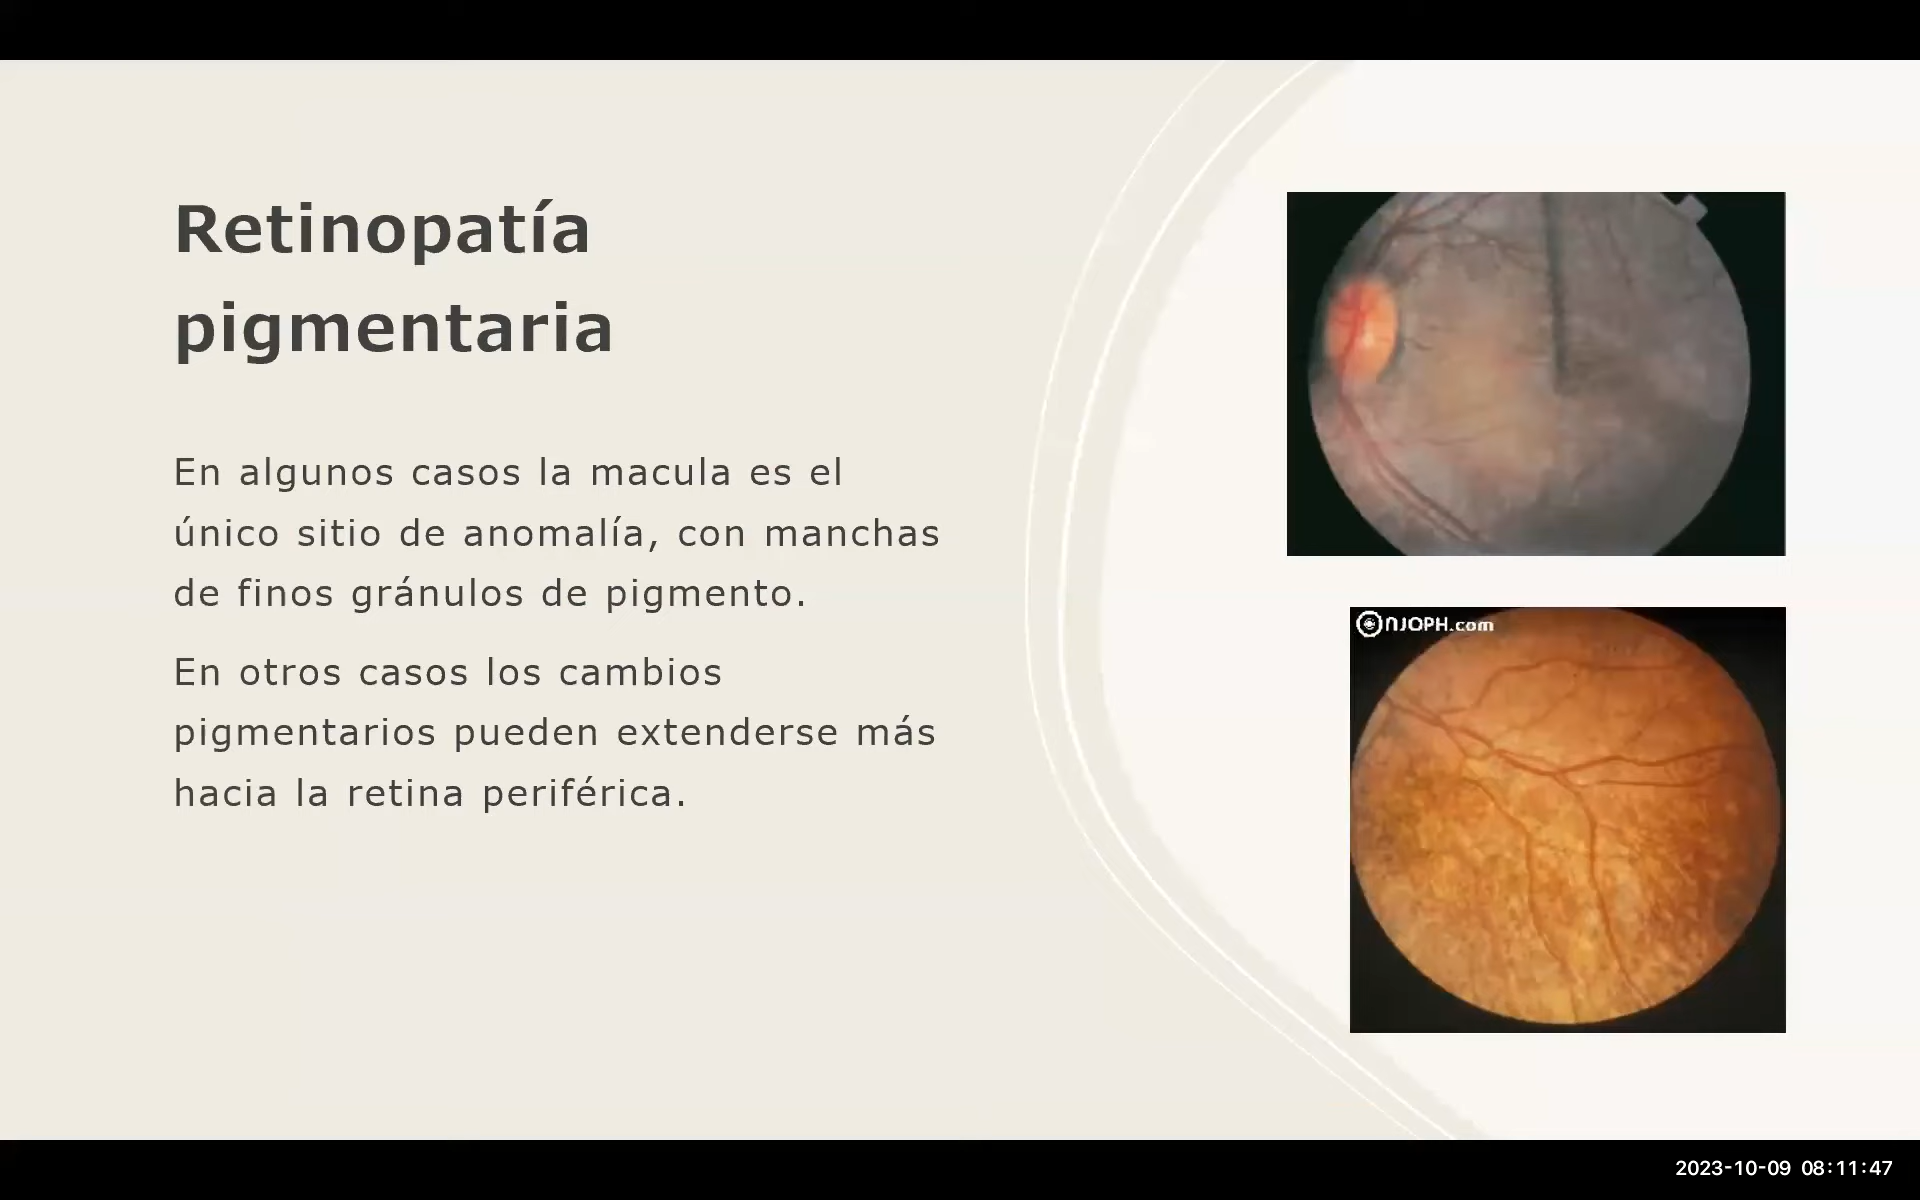 Retinopatía
pigmentaria
En algunos casos la macula es el
único sitio de anomalía, con manchas
de finos gránulos de pigmento.
En otros casos los cambios
pigmentarios pueden extenderse más
hacia la retina periférica.
NJOPH.com
2023-10-09 08:11:47